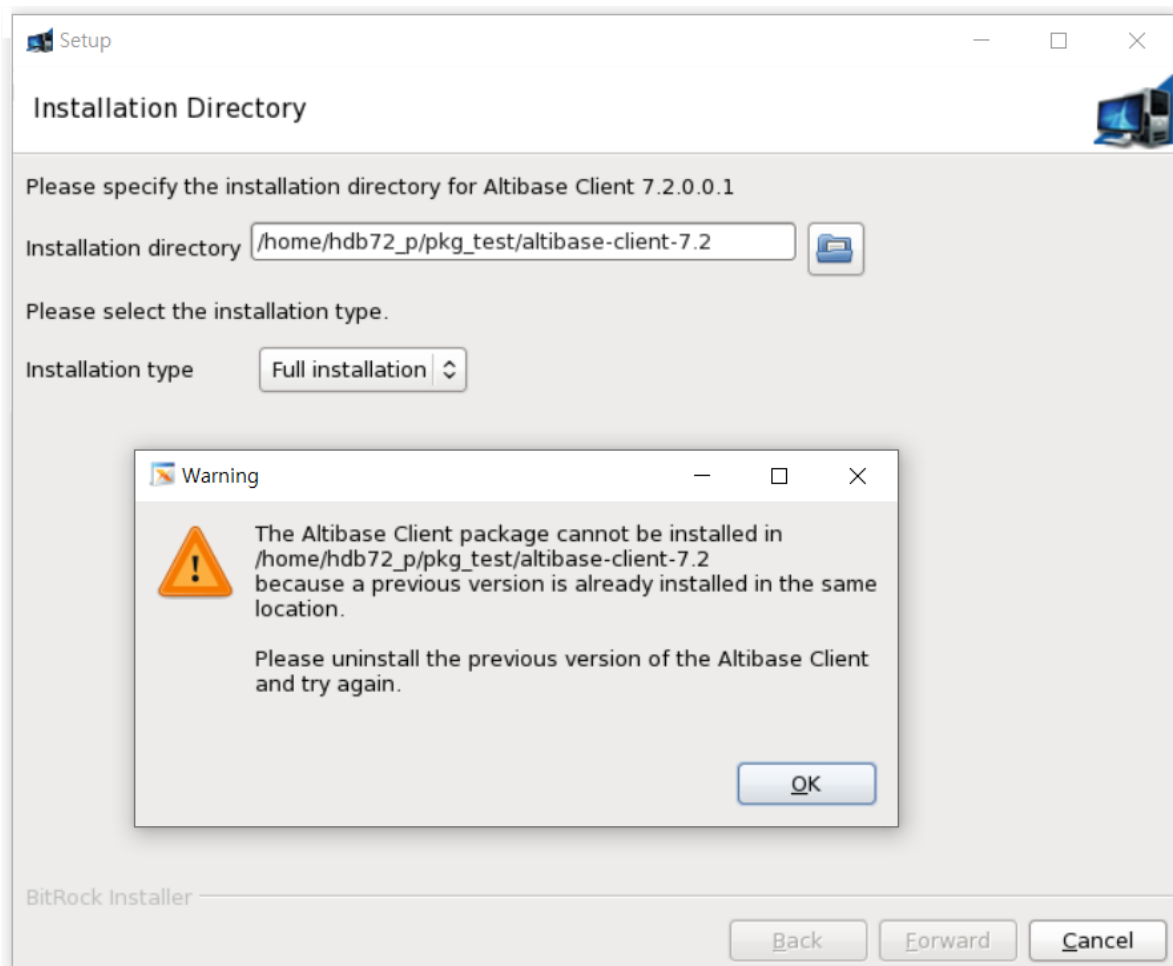 Setup
Installation Directory
Please specify the installation directory for Altibase Client 7.2.0.0.1
Installation directory /home/hdb72_p/pkg_test/altibase-client-7.2
Please select the installation type.
Installation type Full installation
Warning
The Altibase Client package cannot be installed in
/home/hdb72_p/pkg_test/altibase-client-7.2
because a previous version is already installed in the same
location.
Please uninstall the previous version of the Altibase Client
and try again.
OK
BitRock Installer
Back Forward Cancel